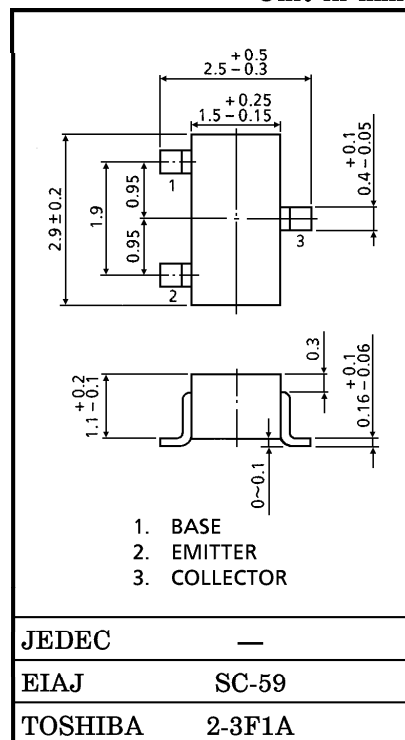 +0.5
2.5 – 0.3
+0.25
1.5 – 0.15
2.9 ± 0.2
1.9
0.95
0.95
1
2
3
+0.1
0.4 – 0.05
+0.2
1.1 – 0.1
0.3
+0.1
0.16 – 0.06
0~0.1
1. BASE
2. EMITTER
3. COLLECTOR
JEDEC —
EIAJ SC-59
TOSHIBA 2-3F1A